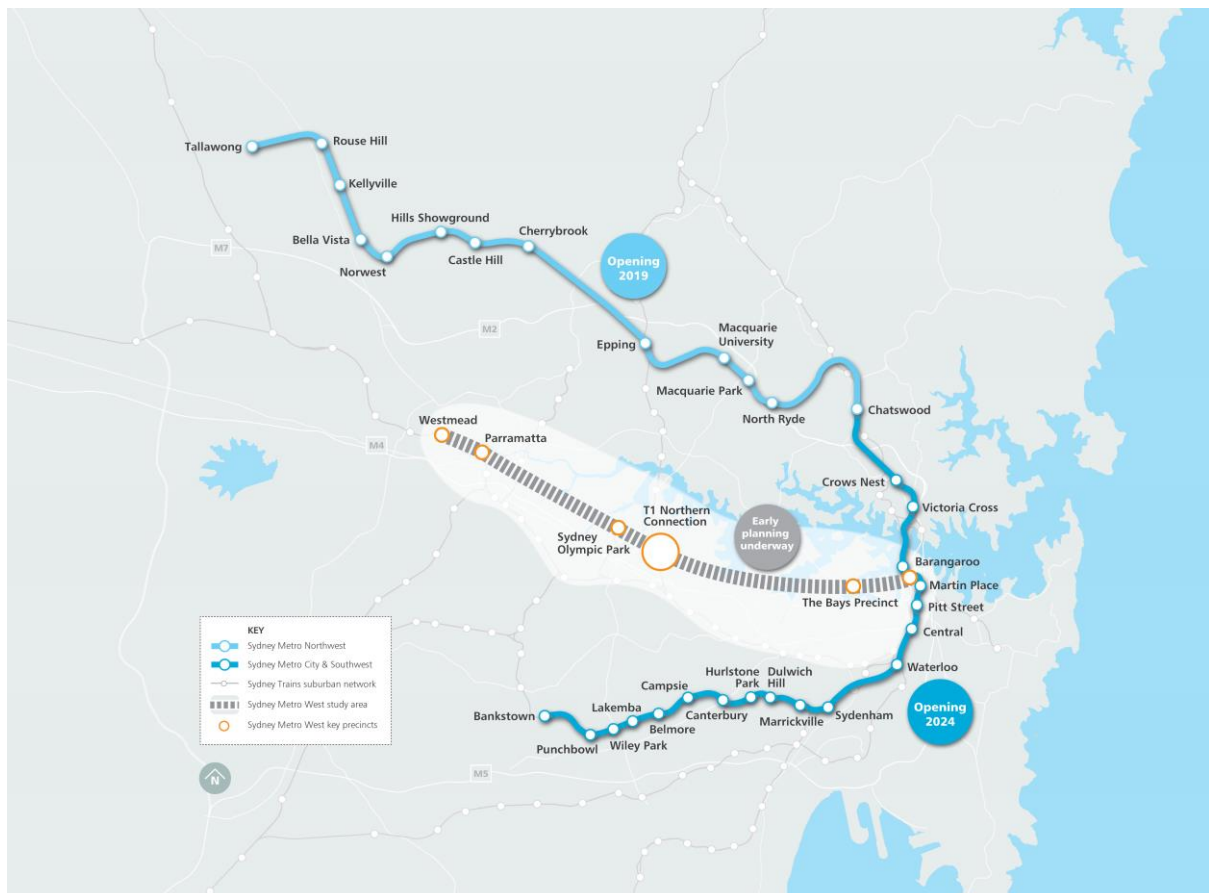 Tallawong
Rouse Hill
Kellyville
Hills Showground
Bella Vista
Cherrybrook
M7
Norwest
Castle Hill
Opening
2019
M2
Macquarie
University
Epping
Macquarie Park
North Ryde
Chatswood
Westmead
Parramatta
M4
Crows Nest
T1 Northern
Connection
Victoria Cross
Early
planning
underway
Sydney
Olympic Park
Barangaroo
Martin Place
The Bays Precinct
Pitt Street
Central
KEY
Sydney Metro Northwest
Sydney Metro City & Southwest
Sydney Trains suburban network
Sydney Metro West study area
Sydney Metro West key precincts
Waterloo
Hurlstone
Park
Dulwich
Hill
Campsie
Lakemba
Bankstown
Canterbury
Sydenham
Opening
2024
Belmore
Marrickville
Wiley Park
Punchbowl
M5
N